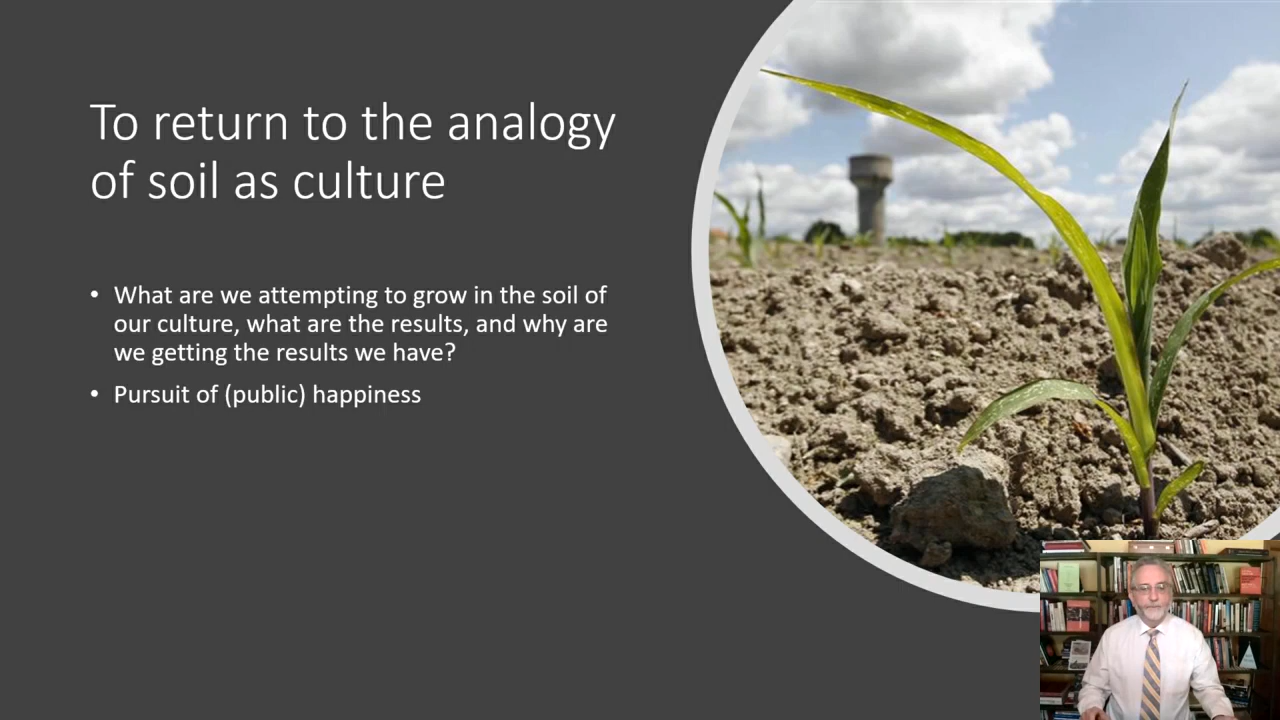 To return to the analogy
of soil as culture
• What are we attempting to grow in the soil of
our culture, what are the results, and why are
we getting the results we have?
• Pursuit of (public) happiness